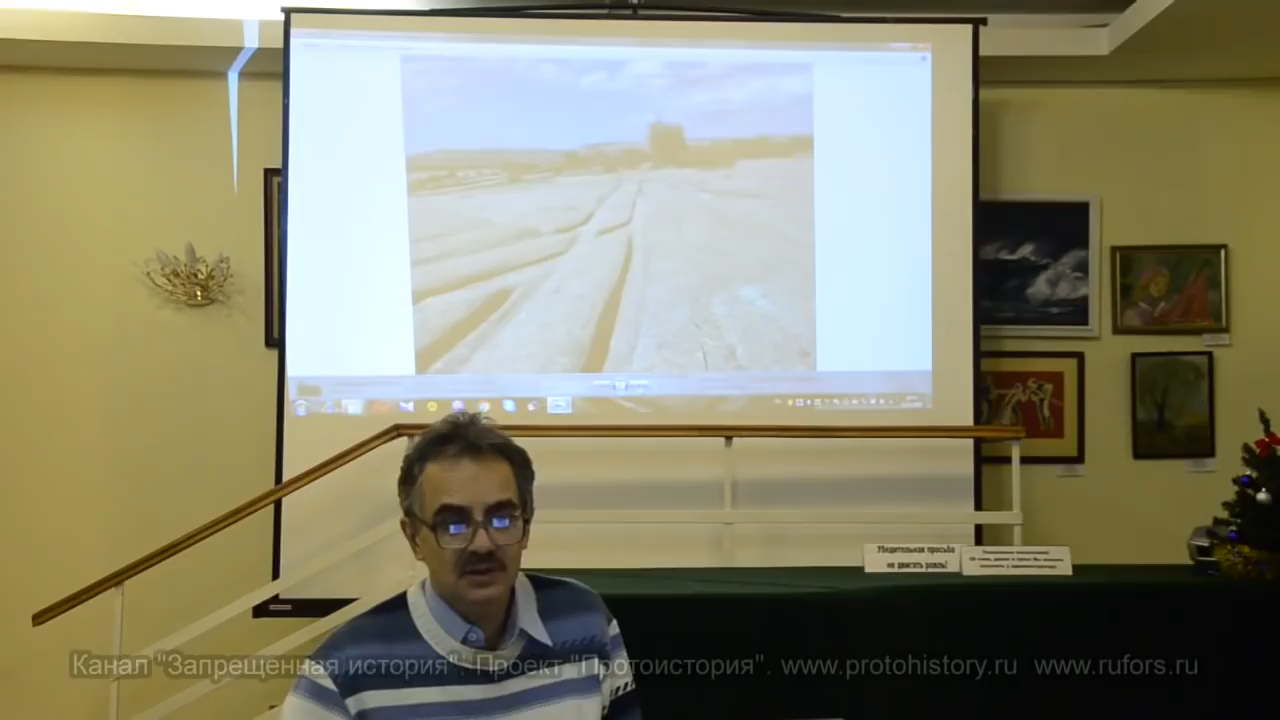 Убедительная просьба
не двигать рояль!
Канал "Запрещенная история". Проект "Протоистория". www.protohistory.ru www.rufors.ru